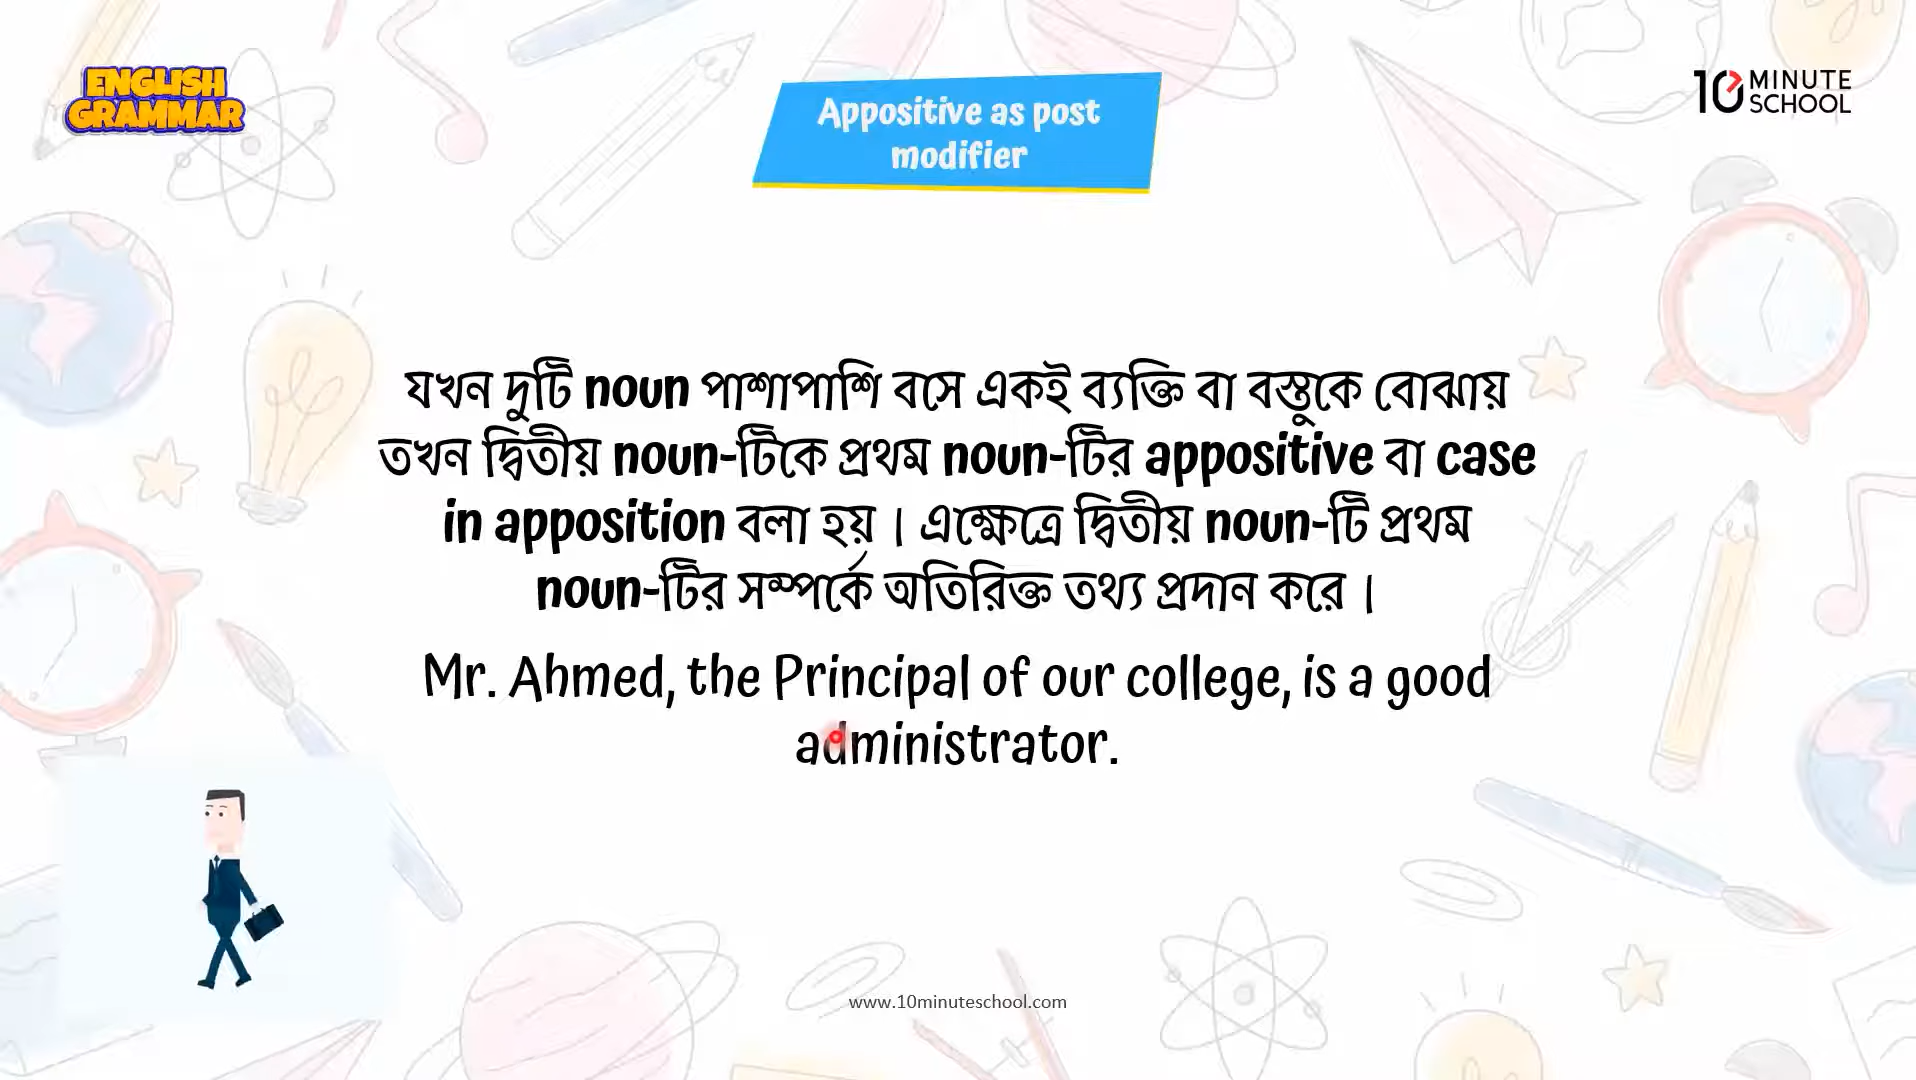 ENGLISH
GRAMMAR
Appositive as post
modifier
10 MINUTE
SCHOOL
যখন দুটি noun পাশাপাশি বসে একই ব্যক্তি বা বস্তুকে বোঝায়
তখন দ্বিতীয় noun-টিকে প্রথম noun-টির appositive বা case
in apposition বলা হয় । এক্ষেত্রে দ্বিতীয় noun-টি প্রথম
noun-টির সম্পর্কে অতিরিক্ত তথ্য প্রদান করে ।
Mr. Ahmed, the Principal of our college, is a good
administrator.
www.10minuteschool.com